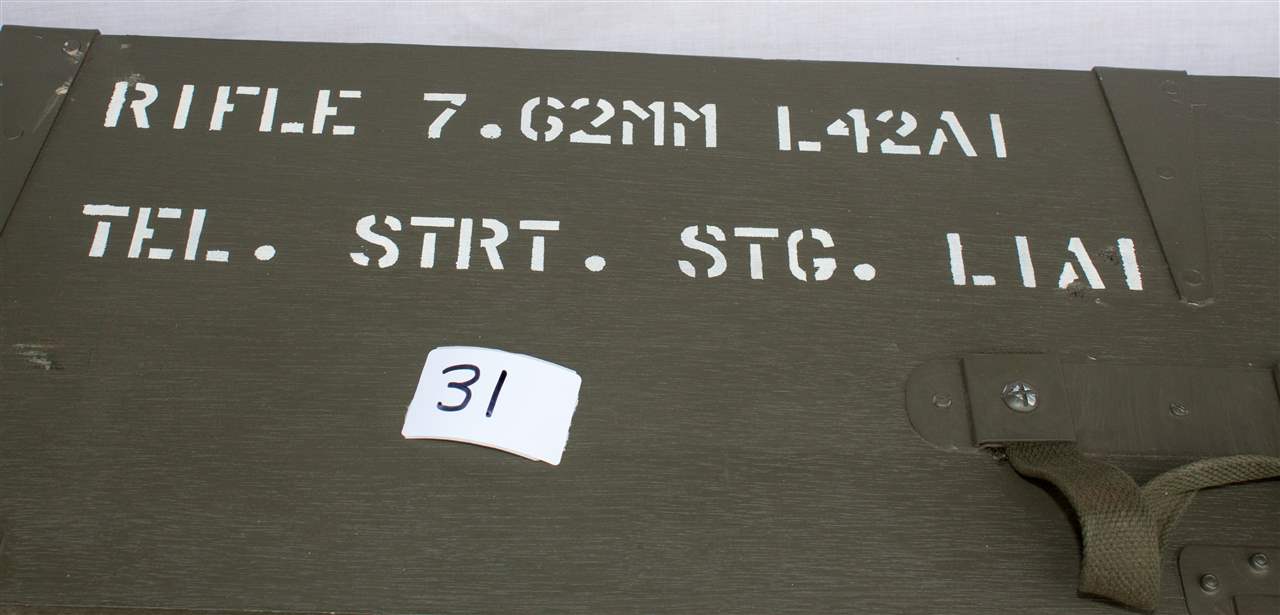 RIFLE 7.62MM L42A1
TEL. STRT. STG. L1A1
31